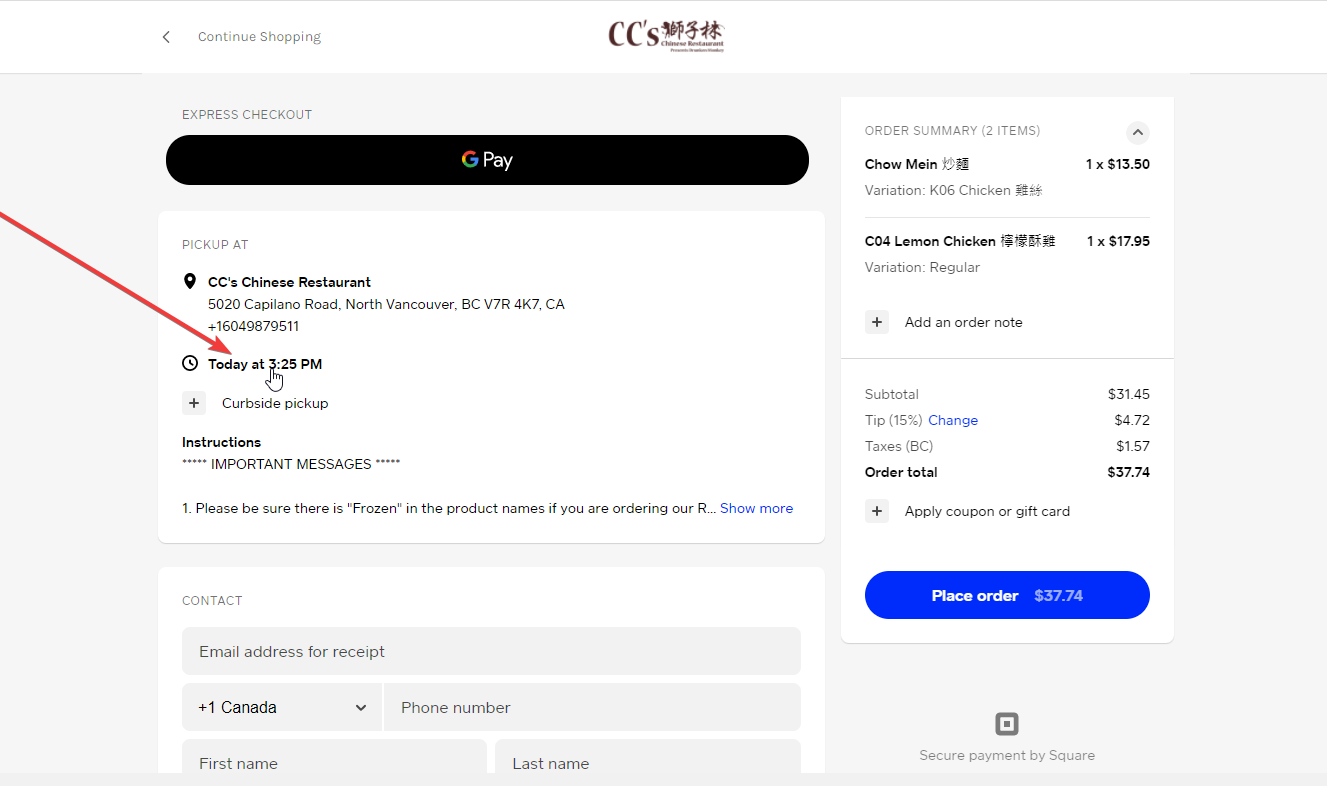 Continue Shopping
CC's獅子林
Chinese Restaurant
EXPRESS CHECKOUT
G Pay
PICKUP AT
CC's Chinese Restaurant
5020 Capilano Road, North Vancouver, BC V7R 4K7, CA
+16049879511
Today at 3:25 PM
+ Curbside pickup
Instructions
***** IMPORTANT MESSAGES *****
1. Please be sure there is "Frozen" in the product names if you are ordering our R... Show more
CONTACT
Email address for receipt
+1 Canada
Phone number
First name
Last name
ORDER SUMMARY (2 ITEMS)
Chow Mein 炒麵 1 x $13.50
Variation: K06 Chicken 雞絲
C04 Lemon Chicken 檸檬酥雞 1 x $17.95
Variation: Regular
+ Add an order note
Subtotal $31.45
Tip (15%) Change $4.72
Taxes (BC) $1.57
Order total $37.74
+ Apply coupon or gift card
Place order $37.74
Secure payment by Square